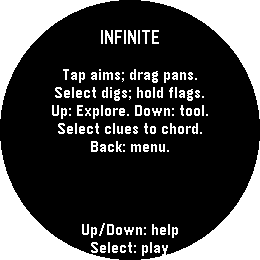 INFINITE
Tap aims; drag pans.
Select digs; hold flags.
Up: Explore. Down: tool.
Select clues to chord.
Back: menu.
Up/Down: help
Select: play